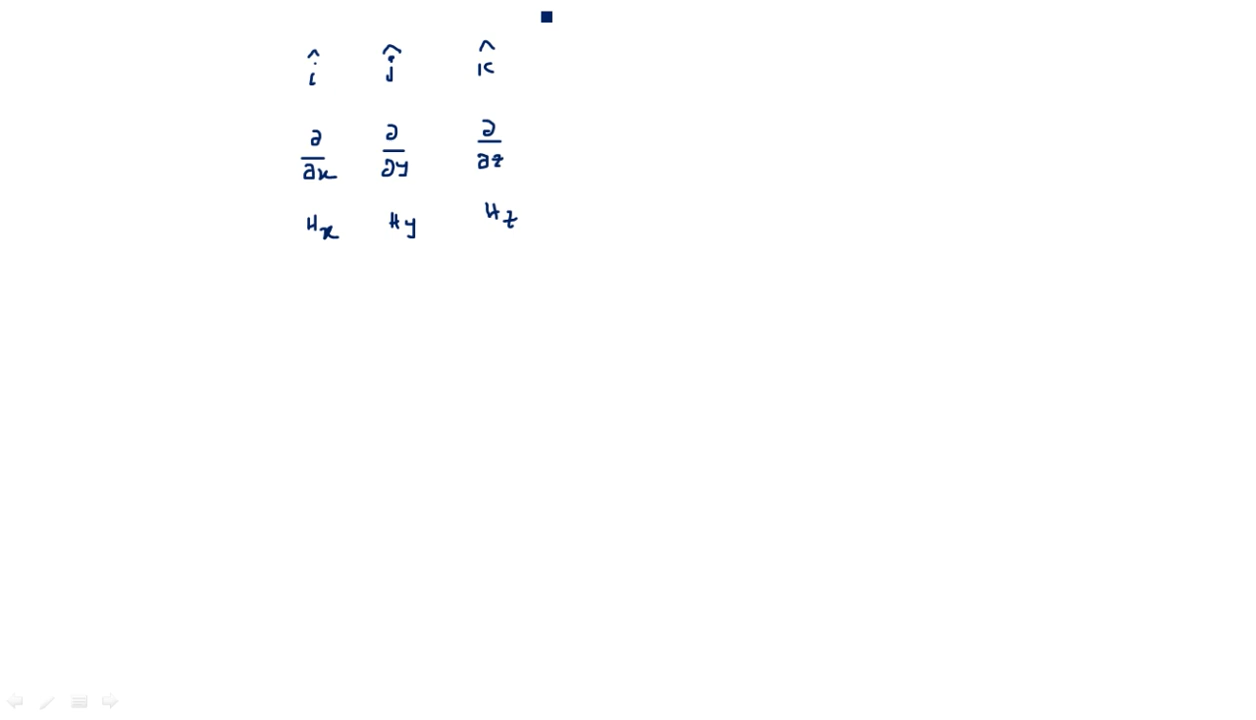 î ĵ k̂
∂/∂x ∂/∂y ∂/∂z
Hx Hy Hz